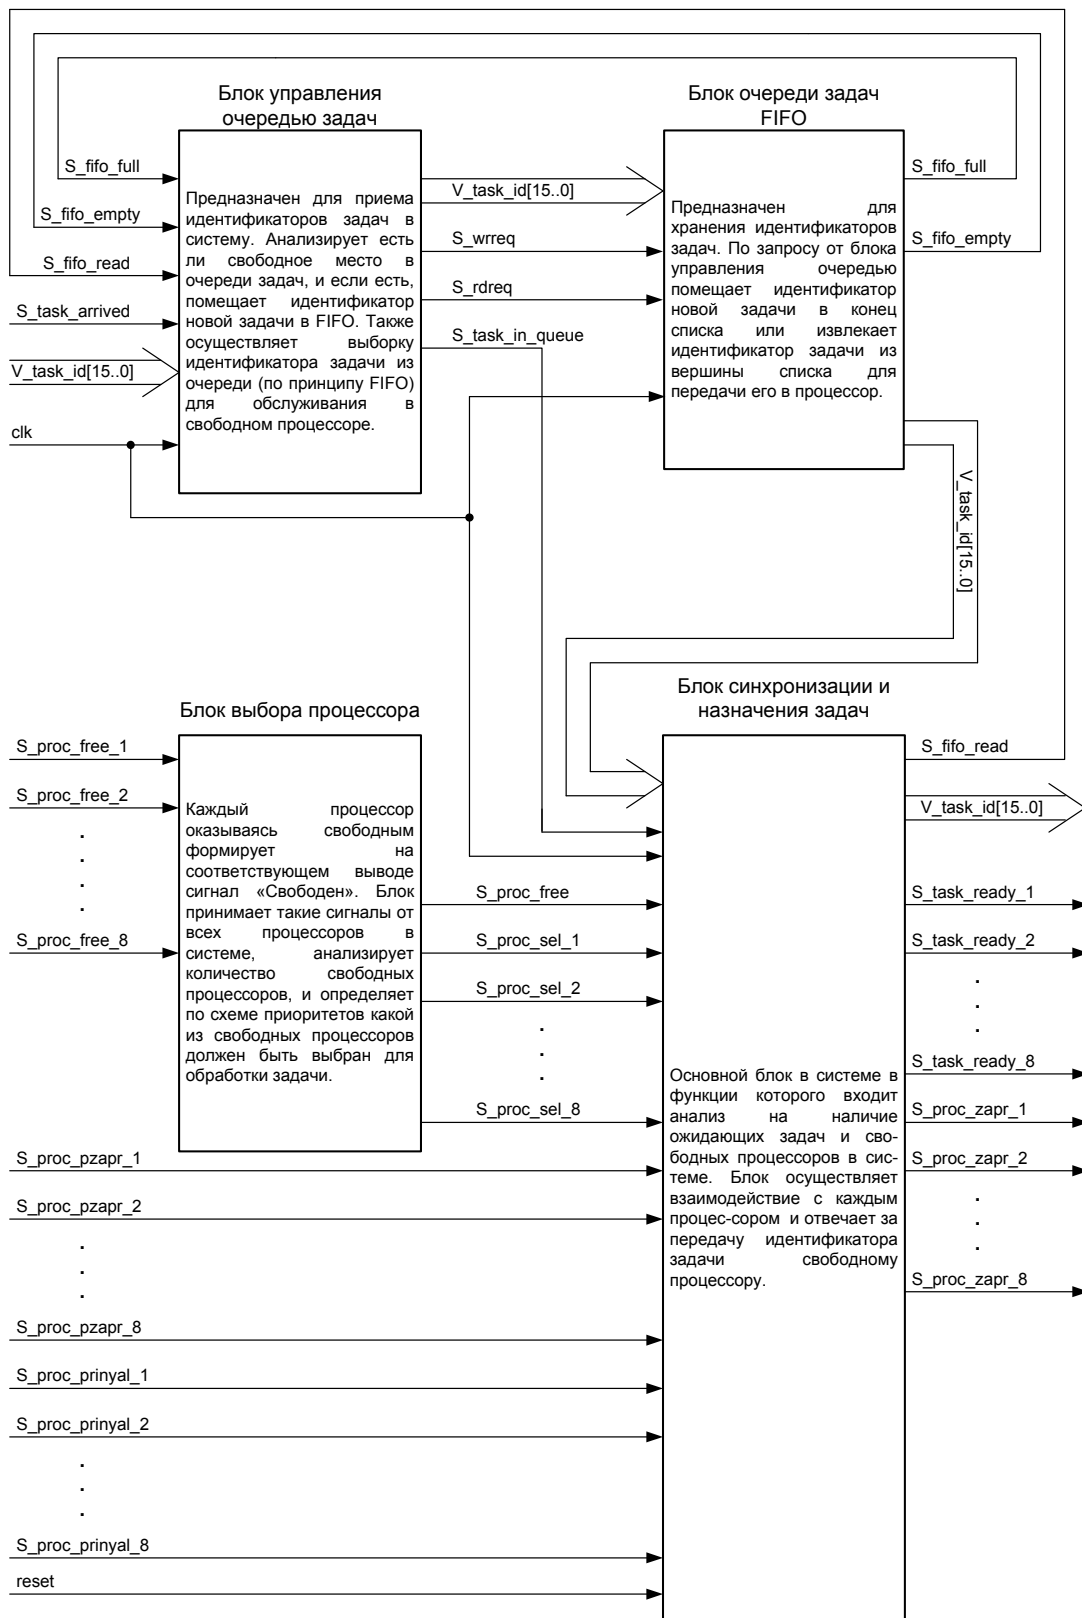 Блок управления
очередью задач
S_fifo_full
S_fifo_empty
S_fifo_read
S_task_arrived
V_task_id[15..0]
clk
Предназначен для приема
идентификаторов задач в
систему. Анализирует есть
ли свободное место в
очереди задач, и если есть,
помещает идентификатор
новой задачи в FIFO. Также
осуществляет выборку
идентификатора задачи из
очереди (по принципу FIFO)
для обслуживания в
свободном процессоре.
V_task_id[15..0]
S_wrreq
S_rdreq
S_task_in_queue
Блок очереди задач
FIFO
Предназначен для
хранения идентификаторов
задач. По запросу от блока
управления очередью
помещает идентификатор
новой задачи в конец
списка или извлекает
идентификатор задачи из
вершины списка для
передачи его в процессор.
S_fifo_full
S_fifo_empty
V_task_id[15..0]
Блок выбора процессора
S_proc_free_1
S_proc_free_2
.
.
.
.
S_proc_free_8
Каждый процессор
оказываясь свободным
формирует на
соответствующем выводе
сигнал «Свободен». Блок
принимает такие сигналы от
всех процессоров в
системе, анализирует
количество свободных
процессоров, и определяет
по схеме приоритетов какой
из свободных процессоров
должен быть выбран для
обработки задачи.
S_proc_free
S_proc_sel_1
S_proc_sel_2
.
.
.
S_proc_sel_8
S_proc_pzapr_1
S_proc_pzapr_2
.
.
.
S_proc_pzapr_8
S_proc_prinyal_1
S_proc_prinyal_2
.
.
.
S_proc_prinyal_8
reset
Блок синхронизации и
назначения задач
Основной блок в системе в
функции которого входит
анализ на наличие
ожидающих задач и сво-
бодных процессоров в сис-
теме. Блок осуществляет
взаимодействие с каждым
процес-сором и отвечает за
передачу идентификатора
задачи свободному
процессору.
S_fifo_read
V_task_id[15..0]
S_task_ready_1
S_task_ready_2
.
.
.
S_task_ready_8
S_proc_zapr_1
S_proc_zapr_2
.
.
.
S_proc_zapr_8